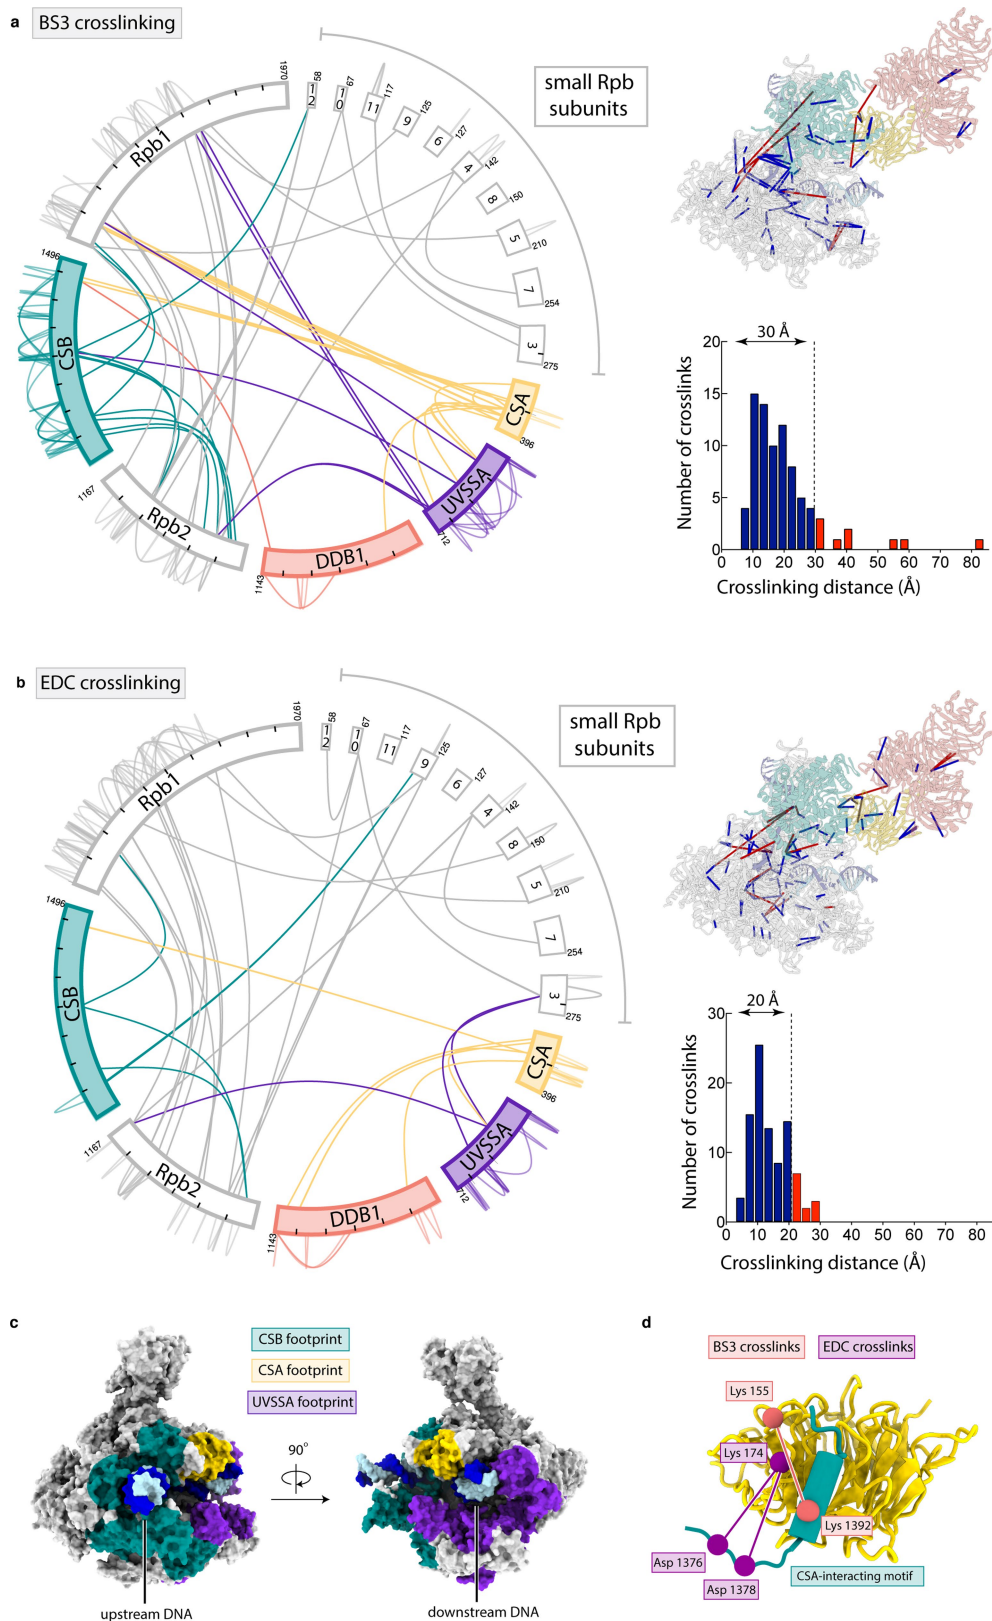 a
BS3 crosslinking
small Rpb
subunits
Rpb1
1970
12
58
10
67
11
117
9
125
6
127
4
142
8
150
5
210
7
254
3
275
CSA
396
UVSSA
712
DDB1
1143
Rpb2
1167
CSB
1496
30 Å
Number of crosslinks
20
15
10
5
0
0 10 20 30 40 50 60 70 80
Crosslinking distance (Å)
b
EDC crosslinking
small Rpb
subunits
Rpb1
1970
12
58
10
67
11
117
9
125
6
127
4
142
8
150
5
210
7
254
3
275
CSA
396
UVSSA
712
DDB1
1143
Rpb2
1167
CSB
1496
20 Å
Number of crosslinks
30
20
10
0
0 10 20 30 40 50 60 70 80
Crosslinking distance (Å)
c
CSB footprint
CSA footprint
UVSSA footprint
90°
upstream DNA
downstream DNA
d
BS3 crosslinks
EDC crosslinks
Lys 155
Lys 174
Lys 1392
Asp 1376
Asp 1378
CSA-interacting motif